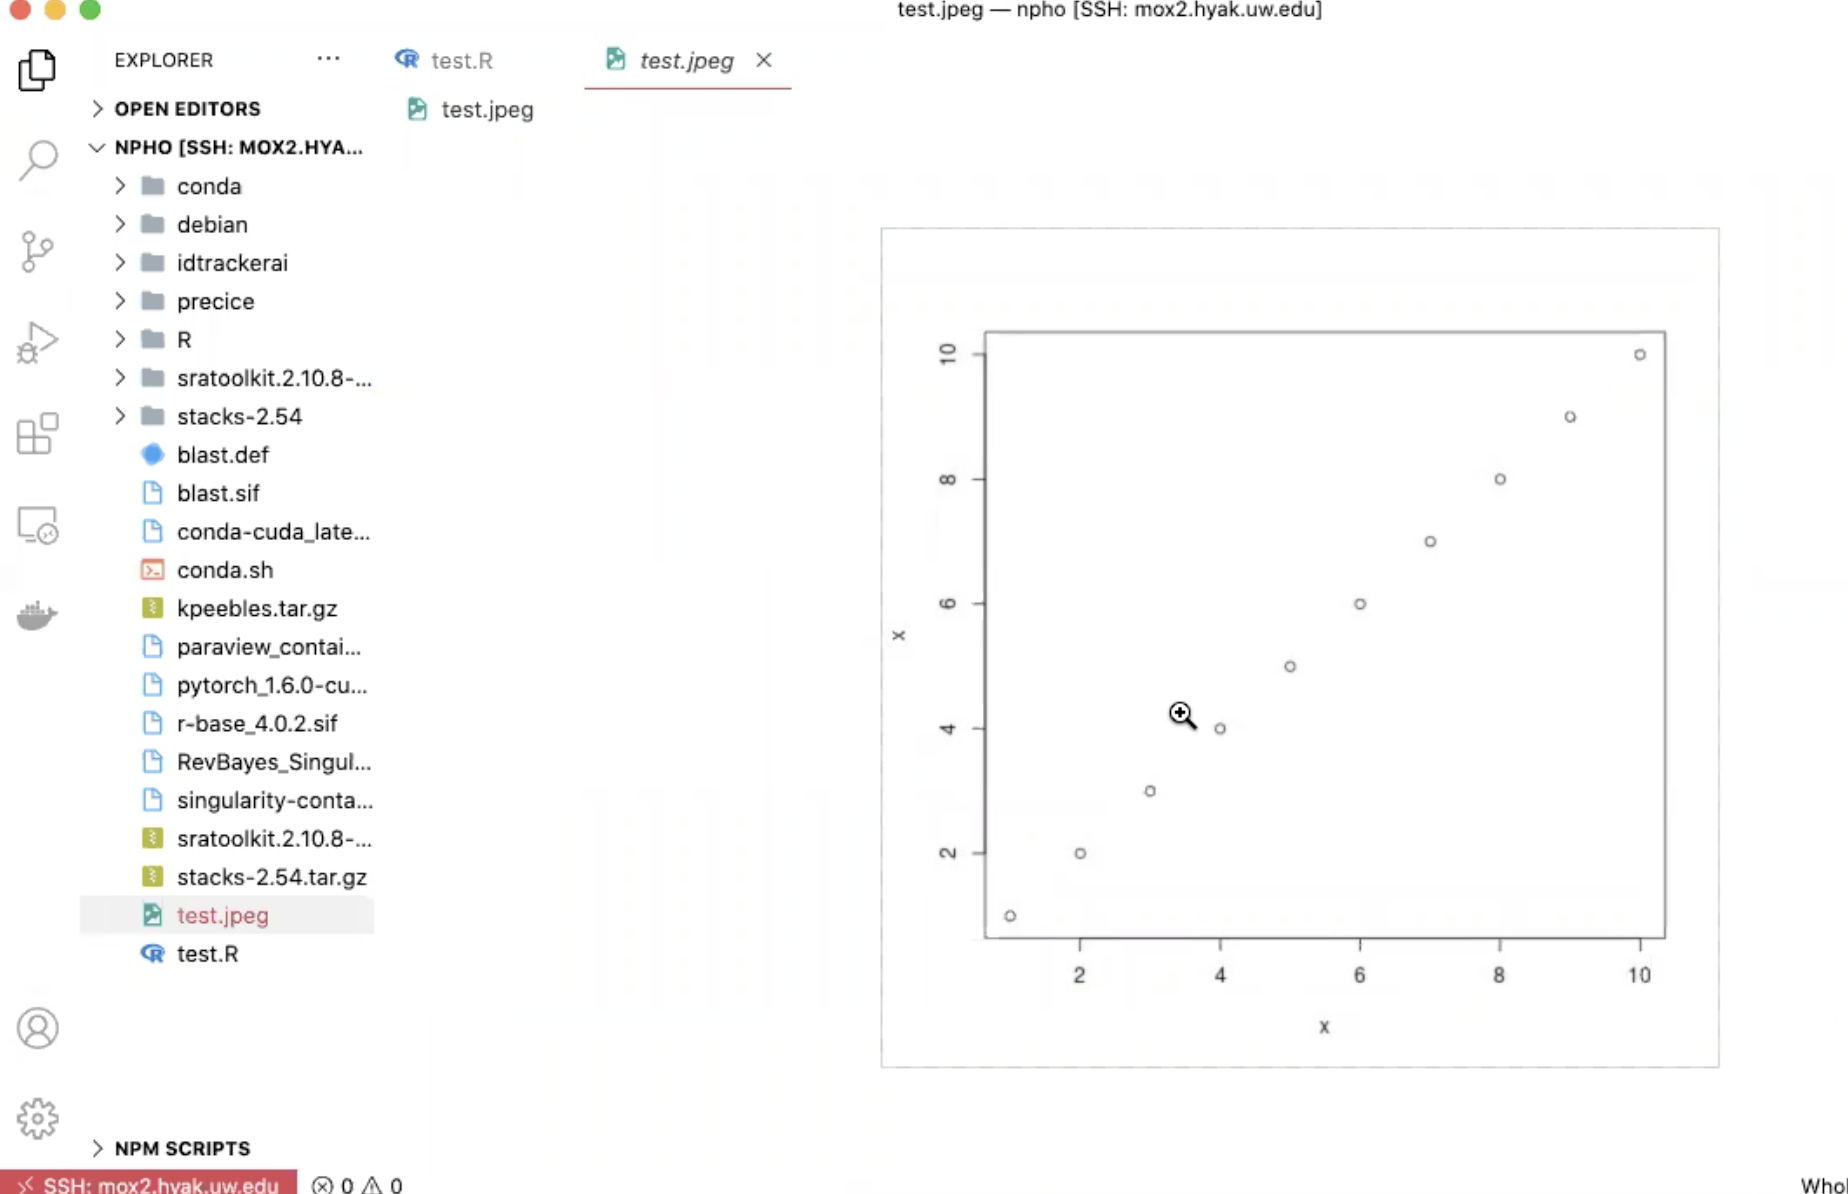 test.jpeg — npho [SSH: mox2.hyak.uw.edu]
EXPLORER
test.R
test.jpeg
OPEN EDITORS
test.jpeg
NPHO [SSH: MOX2.HYA...
conda
debian
idtrackerai
precice
R
sratoolkit.2.10.8-...
stacks-2.54
blast.def
blast.sif
conda-cuda_late...
conda.sh
kpeebles.tar.gz
paraview_contai...
pytorch_1.6.0-cu...
r-base_4.0.2.sif
RevBayes_Singul...
singularity-conta...
sratoolkit.2.10.8-...
stacks-2.54.tar.gz
test.jpeg
test.R
NPM SCRIPTS
SSH: mox2.hyak.uw.edu
0
0
Who
10
8
6
4
2
x
2
4
6
8
10
x